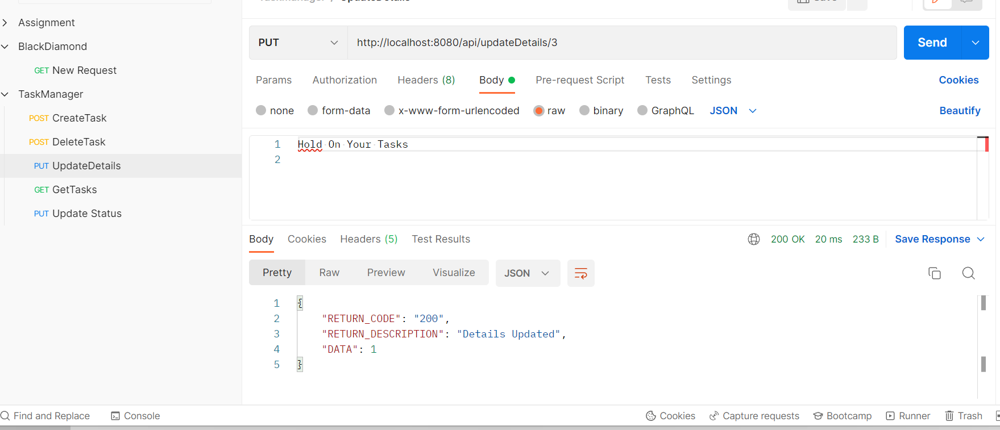 TaskManager / UpdateDetails
Save
Assignment
BlackDiamond
GET New Request
TaskManager
POST CreateTask
POST DeleteTask
PUT UpdateDetails
GET GetTasks
PUT Update Status
PUT http://localhost:8080/api/updateDetails/3 Send
Params Authorization Headers (8) Body Pre-request Script Tests Settings Cookies
none form-data x-www-form-urlencoded raw binary GraphQL JSON Beautify
1 Hold On Your Tasks
2
Body Cookies Headers (5) Test Results 200 OK 20 ms 233 B Save Response
Pretty Raw Preview Visualize JSON
1 {
2 "RETURN_CODE": "200",
3 "RETURN_DESCRIPTION": "Details Updated",
4 "DATA": 1
5 }
Find and Replace Console Cookies Capture requests Bootcamp Runner Trash